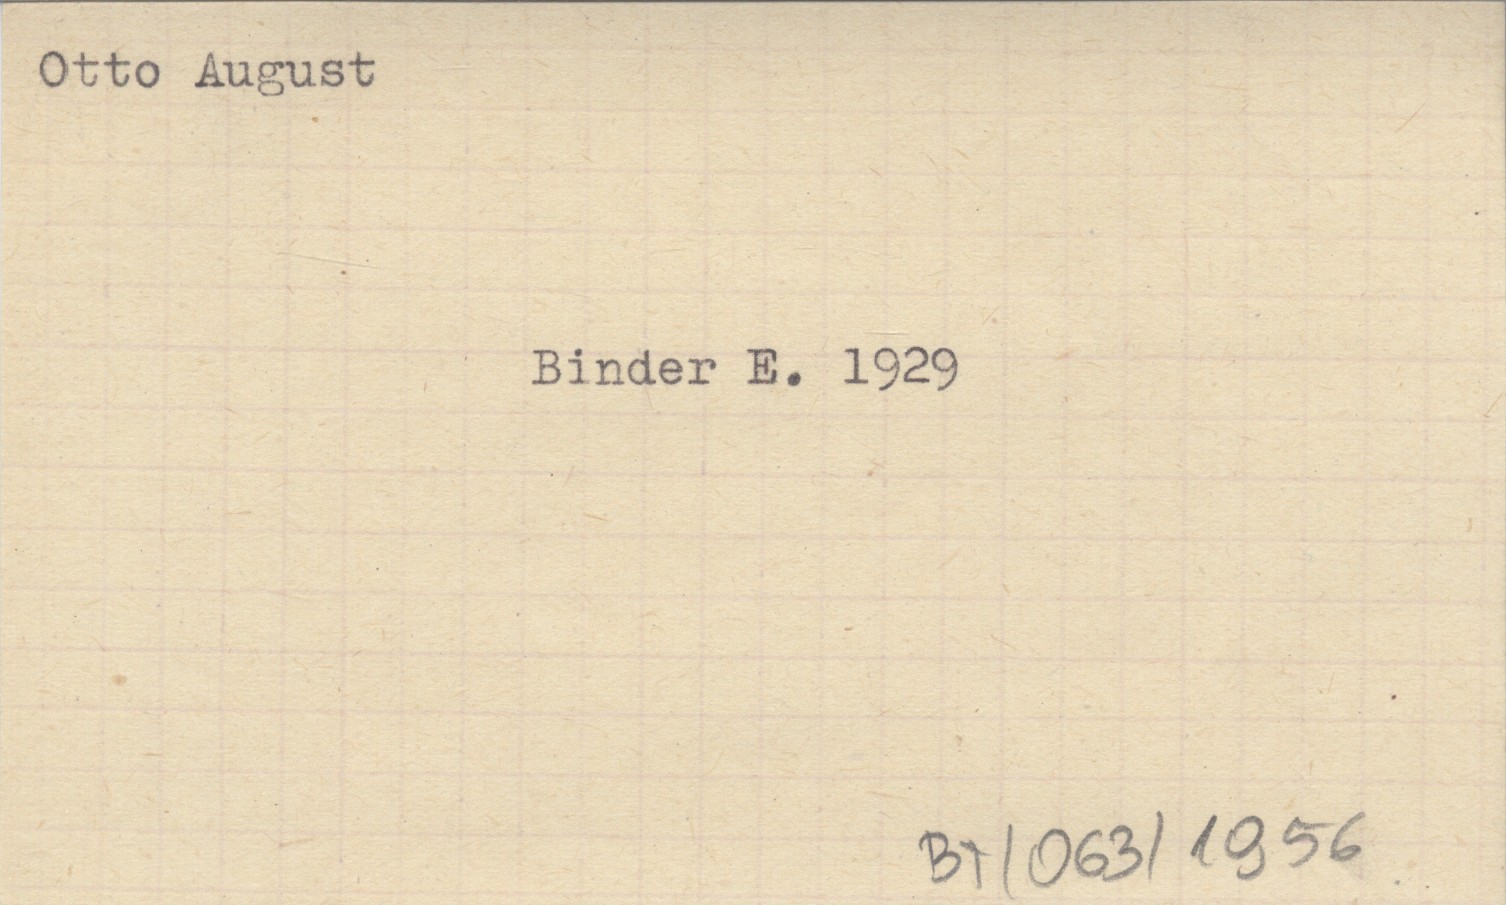 Otto August
Binder E. 1929
BT/063/1956